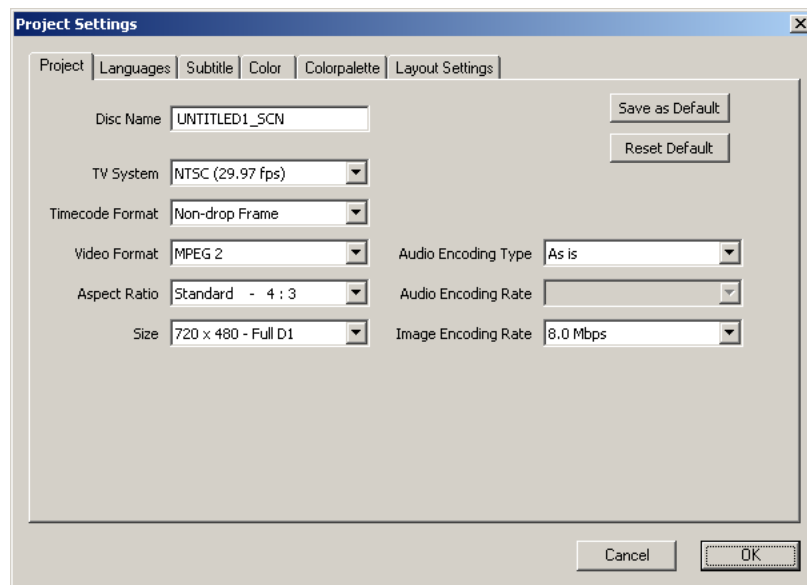 Project Settings
Project Languages Subtitle Color Colorpalette Layout Settings
Disc Name UNTITLED1_SCN Save as Default
Reset Default
TV System NTSC (29.97 fps)
Timecode Format Non-drop Frame
Video Format MPEG 2 Audio Encoding Type As is
Aspect Ratio Standard - 4 : 3 Audio Encoding Rate
Size 720 x 480 - Full D1 Image Encoding Rate 8.0 Mbps
Cancel OK